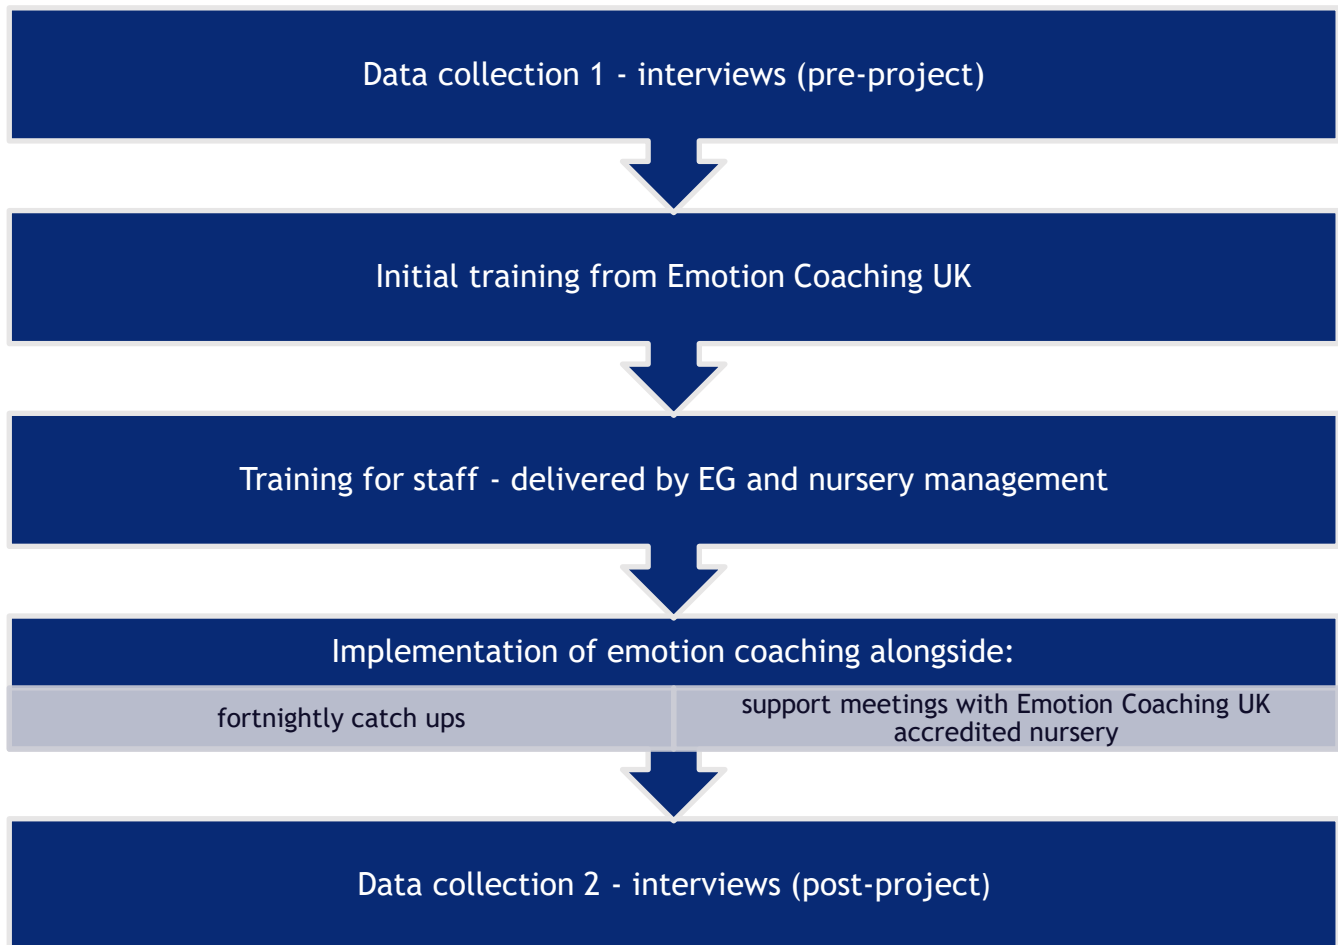 Data collection 1 - interviews (pre-project)
Initial training from Emotion Coaching UK
Training for staff - delivered by EG and nursery management
Implementation of emotion coaching alongside:
fortnightly catch ups
support meetings with Emotion Coaching UK
accredited nursery
Data collection 2 - interviews (post-project)